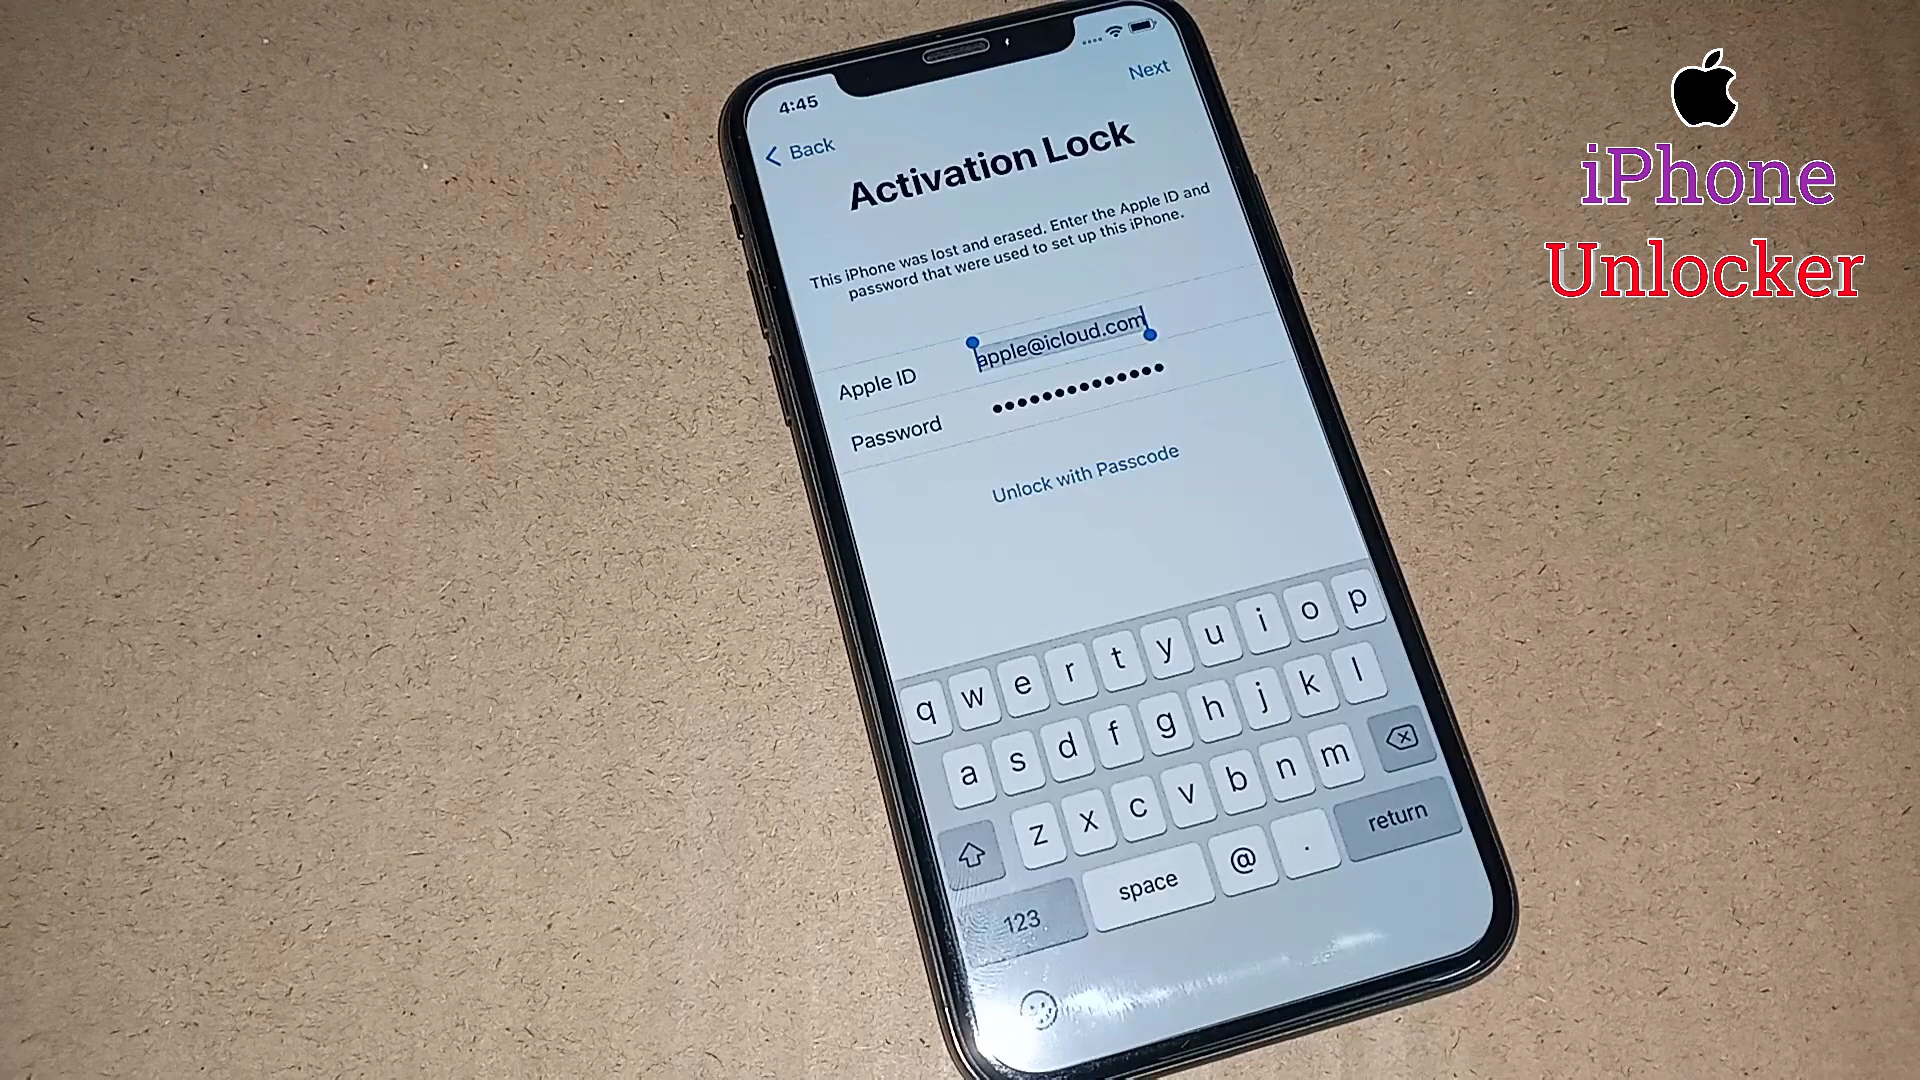 4:45
Next
Back
Activation Lock
This iPhone was lost and erased. Enter the Apple ID and
password that were used to set up this iPhone.
Apple ID apple@icloud.com
Password ••••••••••••••
Unlock with Passcode
q w e r t y u i o p
a s d f g h j k l
z x c v b n m
123 space @ . return
iPhone
Unlocker